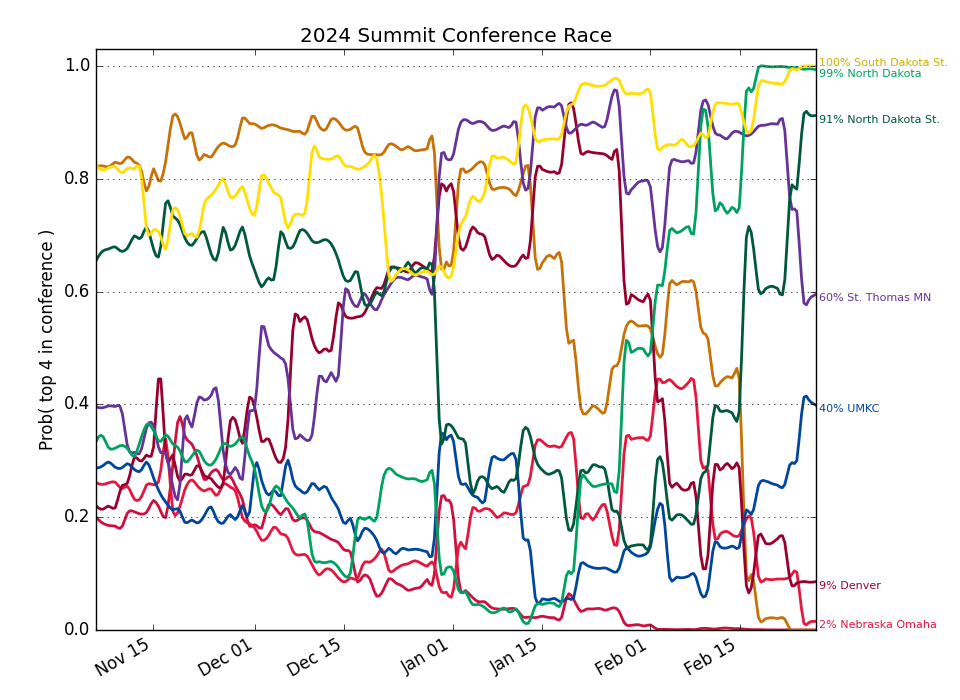 2024 Summit Conference Race
Prob( top 4 in conference )
1.0
0.8
0.6
0.4
0.2
0.0
Nov 15
Dec 01
Dec 15
Jan 01
Jan 15
Feb 01
Feb 15
100% South Dakota St.
99% North Dakota
91% North Dakota St.
60% St. Thomas MN
40% UMKC
9% Denver
2% Nebraska Omaha